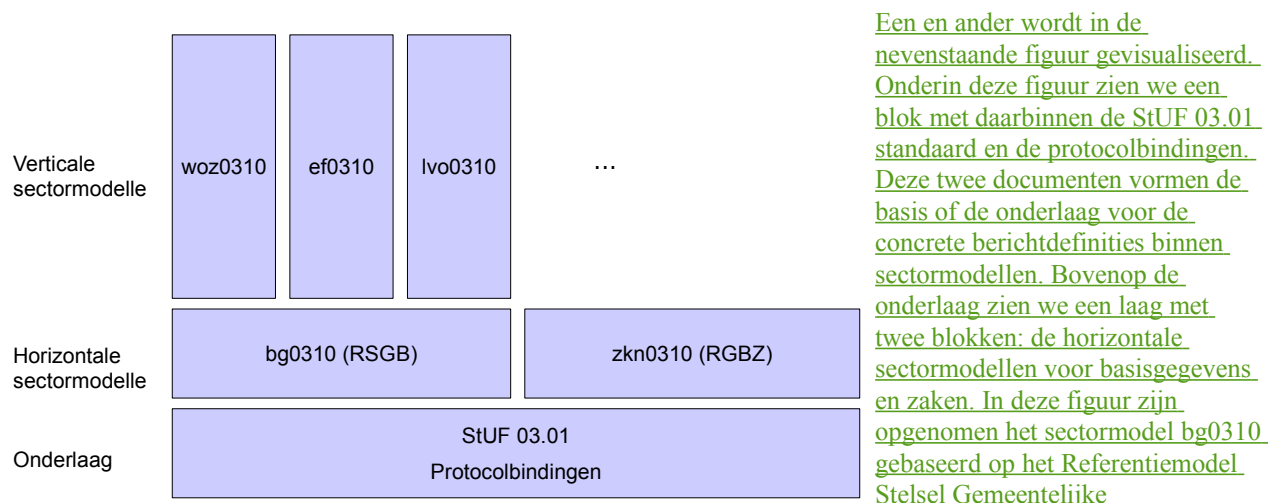 Verticale
sectormodelle
woz0310
ef0310
lvo0310
...
Horizontale
sectormodelle
bg0310 (RSGB)
zkn0310 (RGBZ)
Onderlaag
StUF 03.01
Protocolbindingen
Een en ander wordt in de
nevenstaande figuur gevisualiseerd.
Onderin deze figuur zien we een
blok met daarbinnen de StUF 03.01
standaard en de protocolbindingen.
Deze twee documenten vormen de
basis of de onderlaag voor de
concrete berichtdefinities binnen
sectormodellen. Bovenop de
onderlaag zien we een laag met
twee blokken: de horizontale
sectormodellen voor basisgegevens
en zaken. In deze figuur zijn
opgenomen het sectormodel bg0310
gebaseerd op het Referentiemodel
Stelsel Gemeentelijke